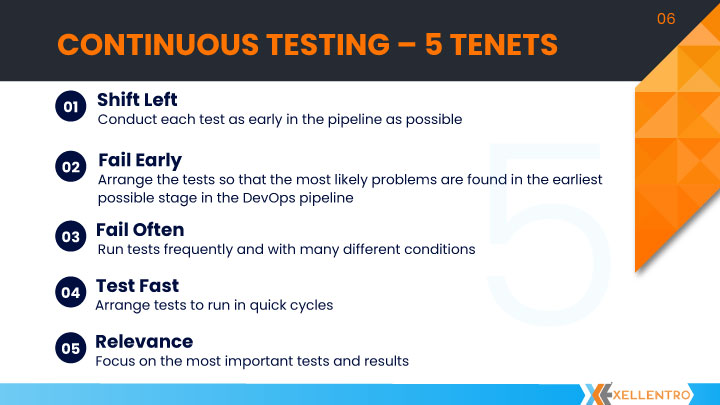 06
CONTINUOUS TESTING – 5 TENETS
01 Shift Left
Conduct each test as early in the pipeline as possible
02 Fail Early
Arrange the tests so that the most likely problems are found in the earliest
possible stage in the DevOps pipeline
03 Fail Often
Run tests frequently and with many different conditions
04 Test Fast
Arrange tests to run in quick cycles
05 Relevance
Focus on the most important tests and results
5
XELLENTRO